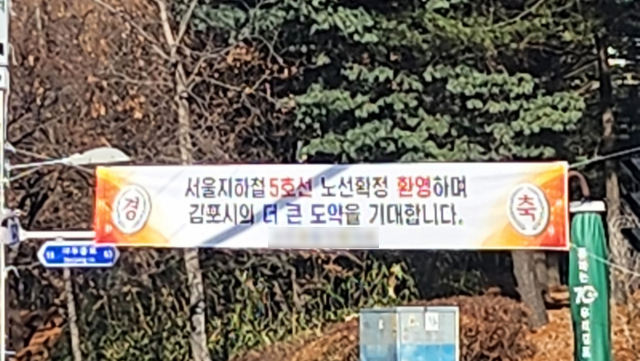 경
서울지하철 5호선 노선확정 환영하며
김포시의 더 큰 도약을 기대합니다.
축